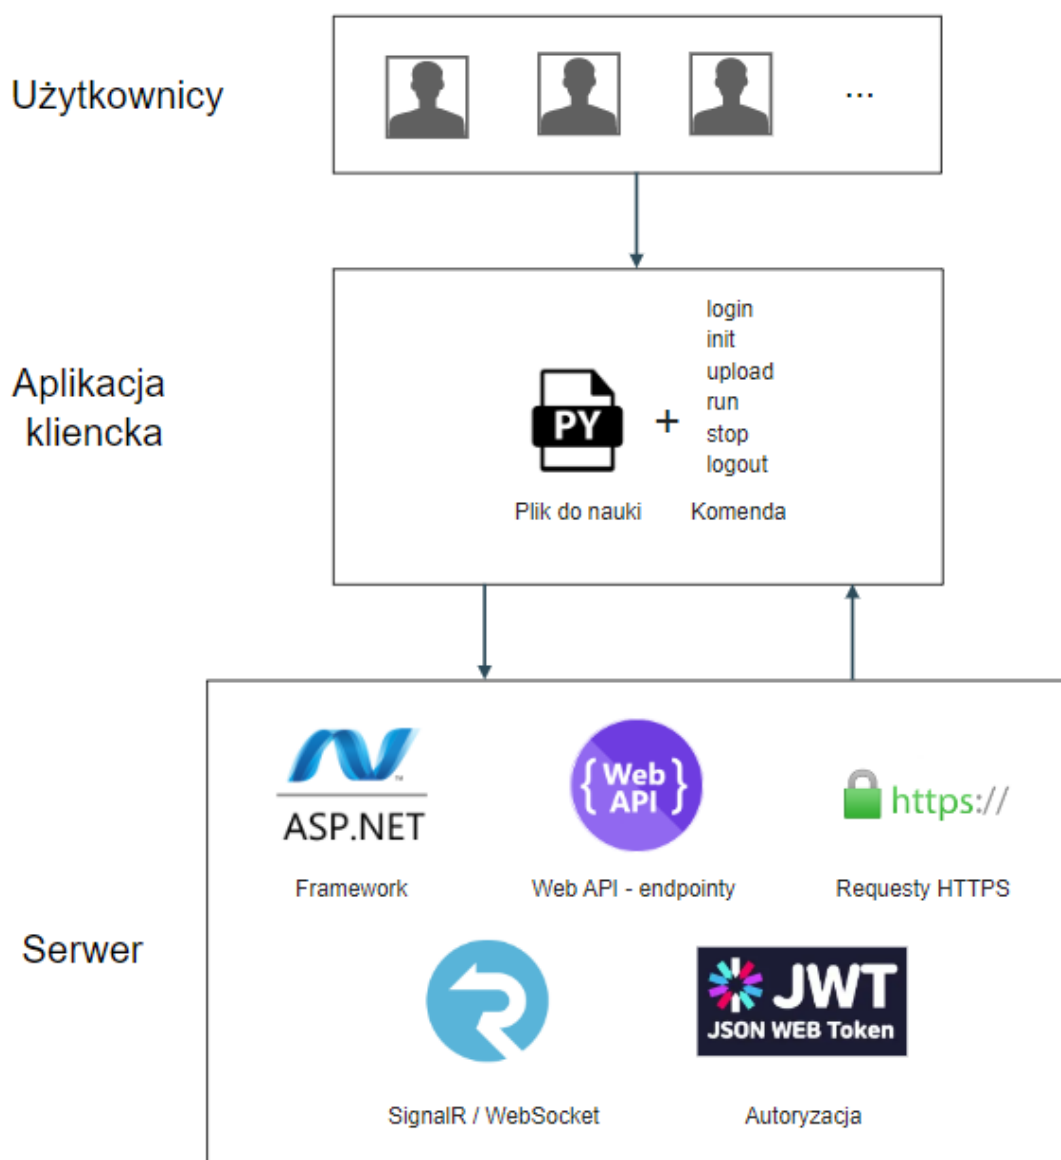 Użytkownicy
...
Aplikacja
kliencka
login
init
upload
run
stop
logout
PY
+
Plik do nauki
Komenda
Serwer
TM
ASP.NET
Framework
{ Web
API }
Web API - endpointy
https://
Requesty HTTPS
SignalR / WebSocket
JWT
JSON WEB Token
Autoryzacja